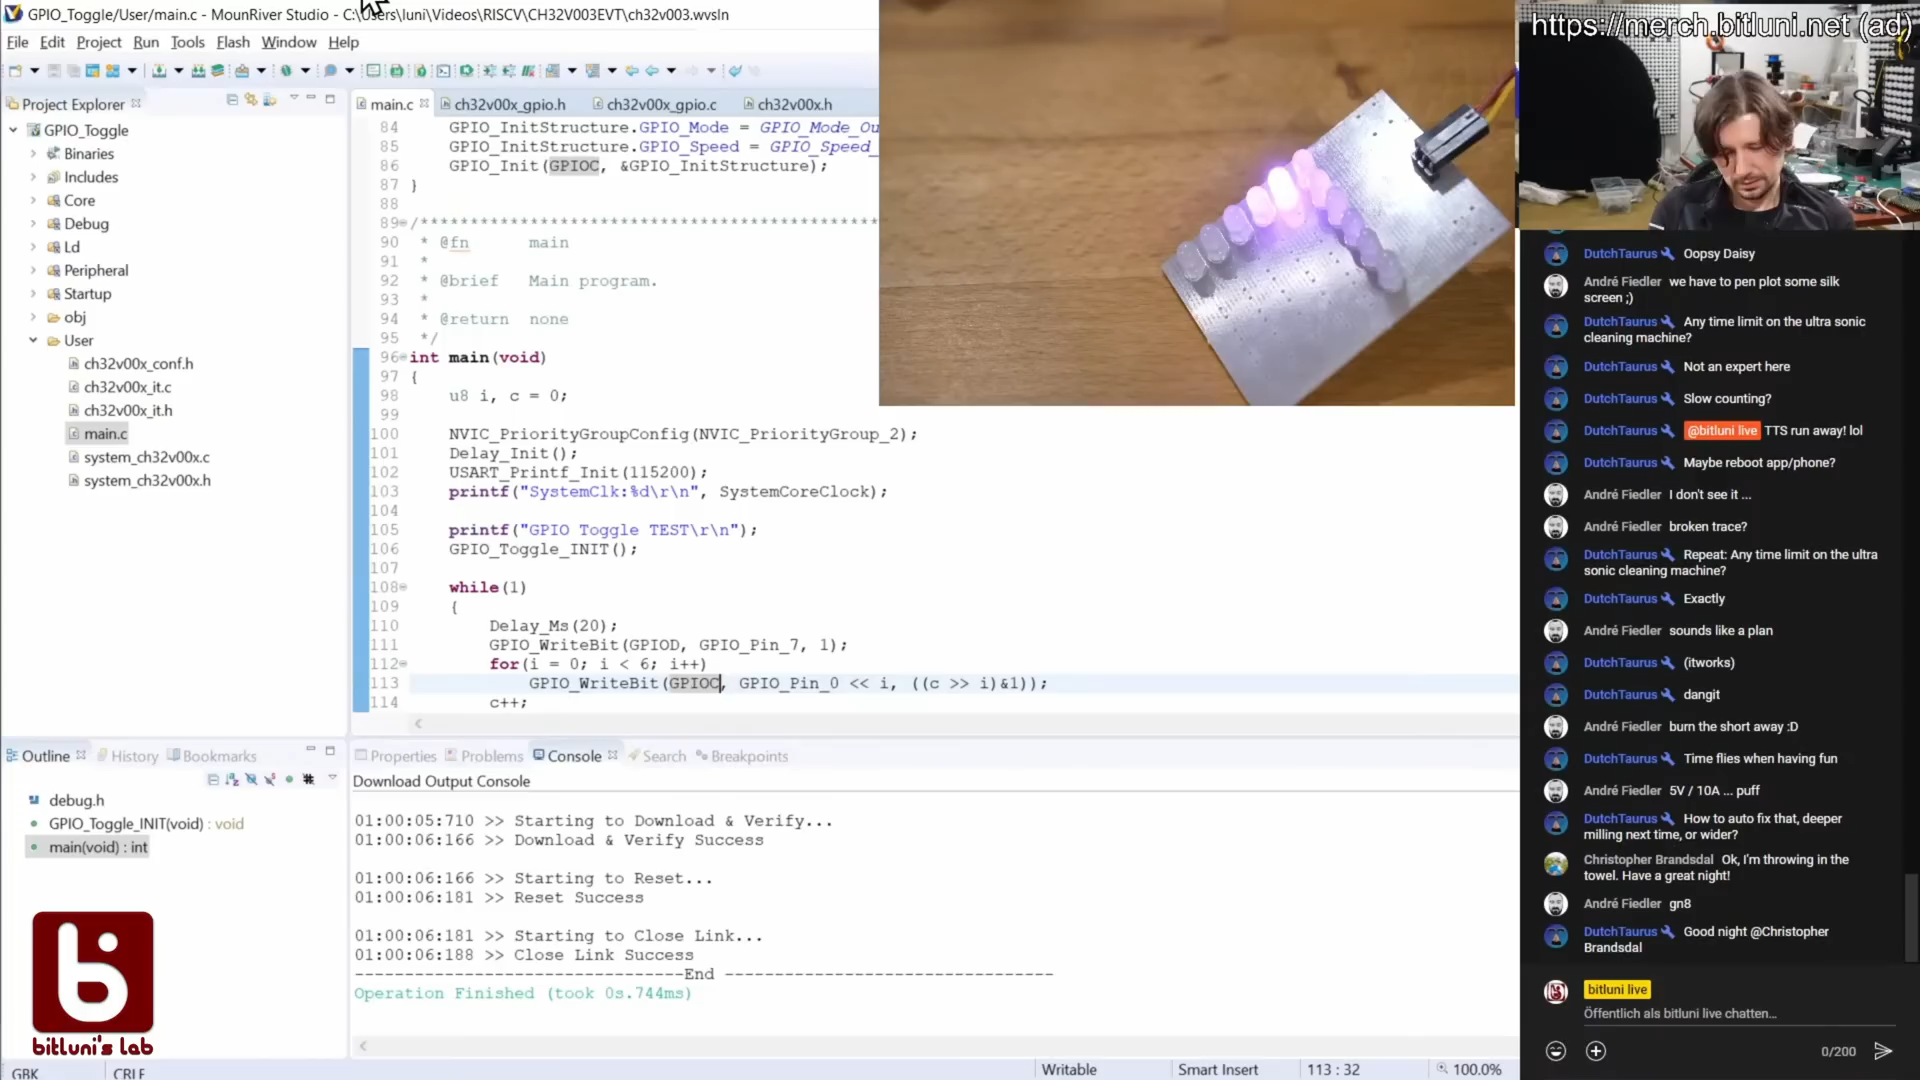 GPIO_Toggle/User/main.c - MounRiver Studio - C:\Users\luni\Videos\RISCV\CH32V003EVT\ch32v003.wvsln
File Edit Project Run Tools Flash Window Help
Project Explorer
GPIO_Toggle
Binaries
Includes
Core
Debug
Ld
Peripheral
Startup
obj
User
ch32v00x_conf.h
ch32v00x_it.c
ch32v00x_it.h
main.c
system_ch32v00x.c
system_ch32v00x.h
main.c ch32v00x_gpio.h ch32v00x_gpio.c ch32v00x.h
84 GPIO_InitStructure.GPIO_Mode = GPIO_Mode_Ou
85 GPIO_InitStructure.GPIO_Speed = GPIO_Speed_
86 GPIO_Init(GPIOC, &GPIO_InitStructure);
87 }
88
89 /***********************************************
90 * @fn main
91 *
92 * @brief Main program.
93 *
94 * @return none
95 */
96 int main(void)
97 {
98 u8 i, c = 0;
99
100 NVIC_PriorityGroupConfig(NVIC_PriorityGroup_2);
101 Delay_Init();
102 USART_Printf_Init(115200);
103 printf("SystemClk:%d\r\n", SystemCoreClock);
104
105 printf("GPIO Toggle TEST\r\n");
106 GPIO_Toggle_INIT();
107
108 while(1)
109 {
110 Delay_Ms(20);
111 GPIO_WriteBit(GPIOD, GPIO_Pin_7, 1);
112 for(i = 0; i < 6; i++)
113 GPIO_WriteBit(GPIOC, GPIO_Pin_0 << i, ((c >> i)&1));
114 c++;
Outline History Bookmarks
debug.h
GPIO_Toggle_INIT(void) : void
main(void) : int
Properties Problems Console Search Breakpoints
Download Output Console
01:00:05:710 >> Starting to Download & Verify...
01:00:06:166 >> Download & Verify Success
01:00:06:166 >> Starting to Reset...
01:00:06:181 >> Reset Success
01:00:06:181 >> Starting to Close Link...
01:00:06:188 >> Close Link Success
---------------------------------End ---------------------------------
Operation Finished (took 0s.744ms)
b
bitluni's lab
GBK CRLF Writable Smart Insert 113 : 32 100.0%
https://merch.bitluni.net (ad)
DutchTaurus Oopsy Daisy
André Fiedler we have to pen plot some silk
screen ;)
DutchTaurus Any time limit on the ultra sonic
cleaning machine?
DutchTaurus Not an expert here
DutchTaurus Slow counting?
DutchTaurus @bitluni live TTS run away! lol
DutchTaurus Maybe reboot app/phone?
André Fiedler I don't see it ...
André Fiedler broken trace?
DutchTaurus Repeat: Any time limit on the ultra
sonic cleaning machine?
DutchTaurus Exactly
André Fiedler sounds like a plan
DutchTaurus (itworks)
DutchTaurus dangit
André Fiedler burn the short away :D
DutchTaurus Time flies when having fun
André Fiedler 5V / 10A ... puff
DutchTaurus How to auto fix that, deeper
milling next time, or wider?
Christopher Brandsdal Ok, I'm throwing in the
towel. Have a great night!
André Fiedler gn8
DutchTaurus Good night @Christopher
Brandsdal
bitluni live
Öffentlich als bitluni live chatten...
0/200